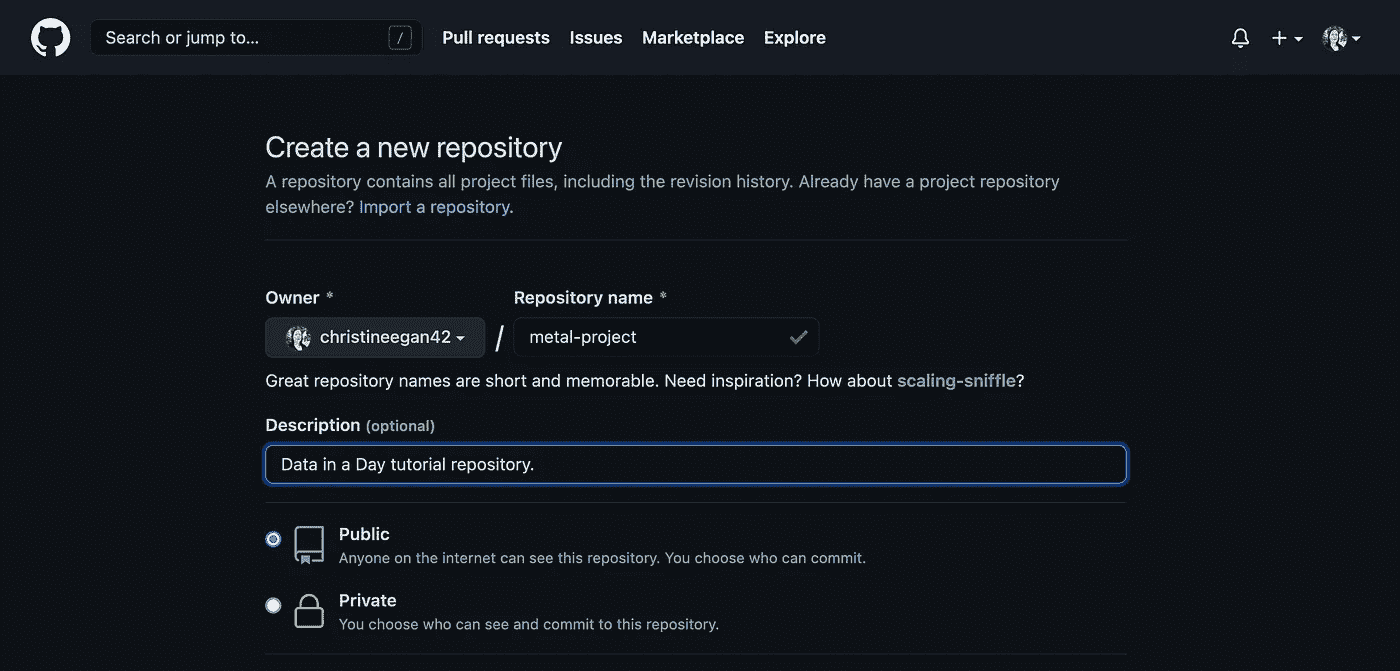 Search or jump to... /
Pull requests Issues Marketplace Explore
Create a new repository
A repository contains all project files, including the revision history. Already have a project repository
elsewhere? Import a repository.
Owner * Repository name *
christineegan42 / metal-project
Great repository names are short and memorable. Need inspiration? How about scaling-sniffle?
Description (optional)
Data in a Day tutorial repository.
Public
Anyone on the internet can see this repository. You choose who can commit.
Private
You choose who can see and commit to this repository.